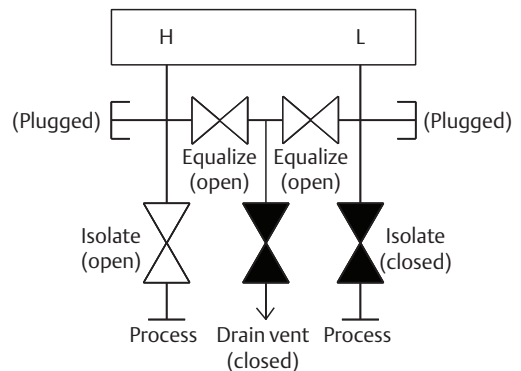 H
L
(Plugged)
(Plugged)
Equalize
(open)
Equalize
(open)
Isolate
(open)
Isolate
(closed)
Process
Drain vent
(closed)
Process